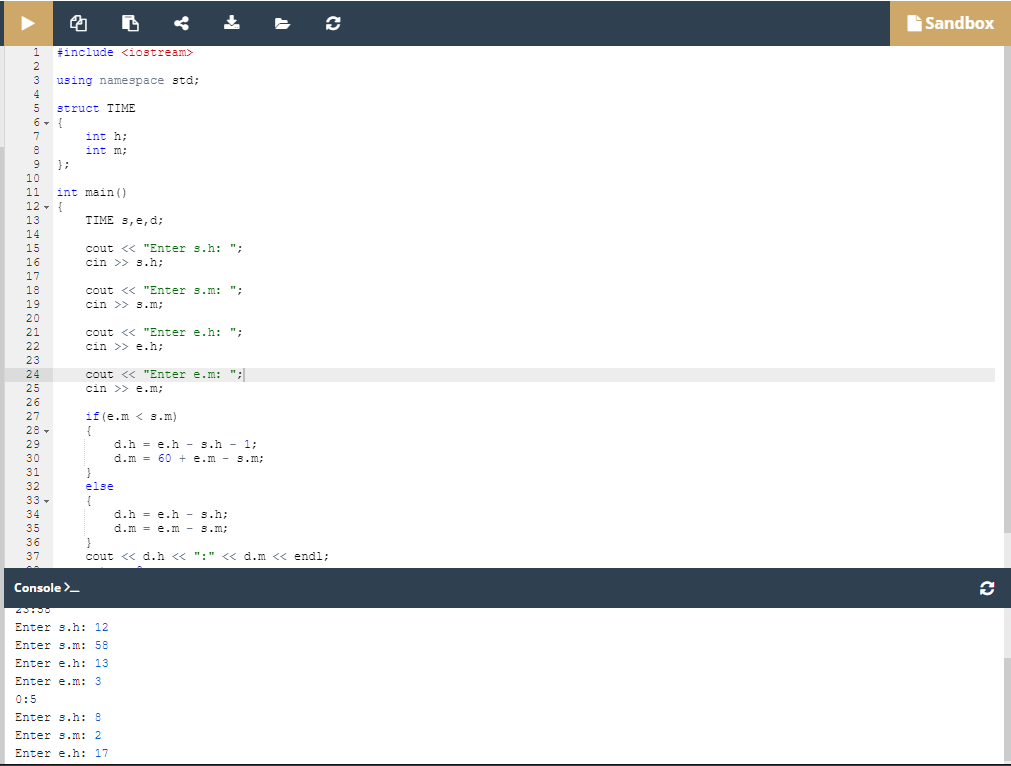 Sandbox
1 #include <iostream>
2
3 using namespace std;
4
5 struct TIME
6 {
7     int h;
8     int m;
9 };
10
11 int main()
12 {
13     TIME s,e,d;
14
15     cout << "Enter s.h: ";
16     cin >> s.h;
17
18     cout << "Enter s.m: ";
19     cin >> s.m;
20
21     cout << "Enter e.h: ";
22     cin >> e.h;
23
24     cout << "Enter e.m: ";
25     cin >> e.m;
26
27     if(e.m < s.m)
28     {
29         d.h = e.h - s.h - 1;
30         d.m = 60 + e.m - s.m;
31     }
32     else
33     {
34         d.h = e.h - s.h;
35         d.m = e.m - s.m;
36     }
37     cout << d.h << ":" << d.m << endl;
Console >_
Enter s.h: 12
Enter s.m: 58
Enter e.h: 13
Enter e.m: 3
0:5
Enter s.h: 8
Enter s.m: 2
Enter e.h: 17